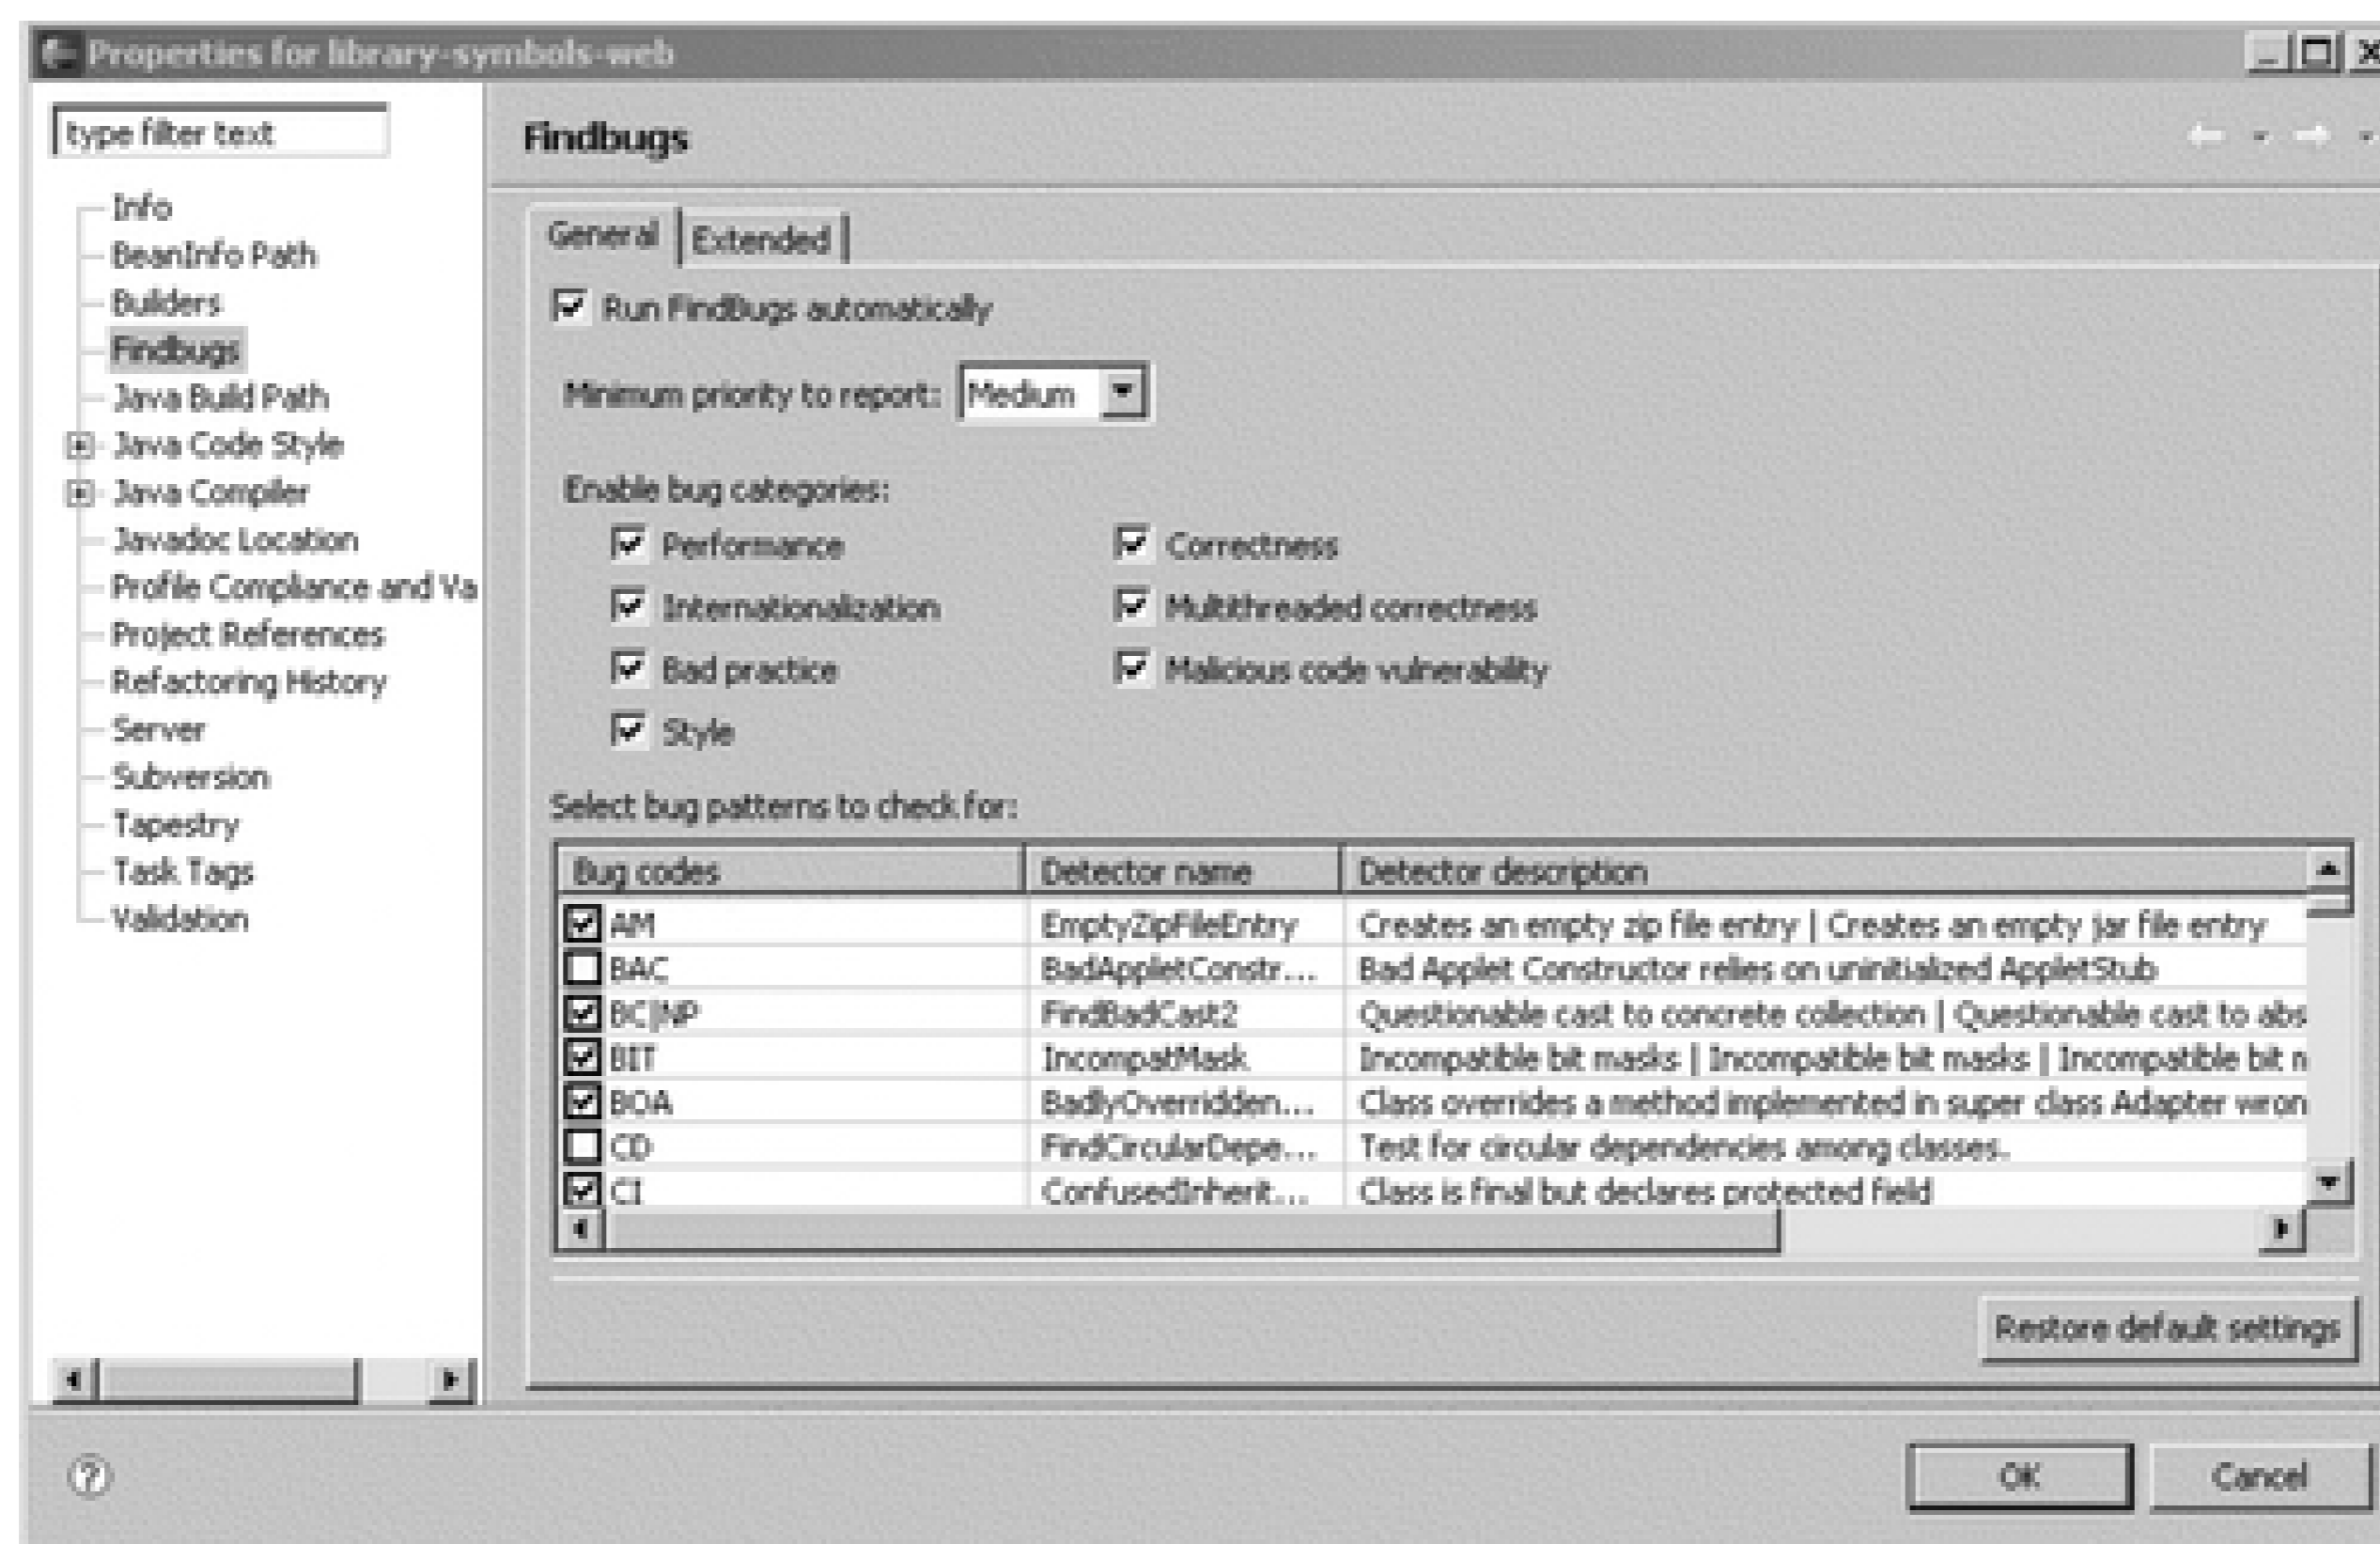 Properties for library-symbols-web
type filter text
Info
BeanInfo Path
Builders
Findbugs
Java Build Path
Java Code Style
Java Compiler
Javadoc Location
Profile Compliance and Va
Project References
Refactoring History
Server
Subversion
Tapestry
Task Tags
Validation
Findbugs
General Extended
Run FindBugs automatically
Minimum priority to report: Medium
Enable bug categories:
Performance Correctness
Internationalization Multithreaded correctness
Bad practice Malicious code vulnerability
Style
Select bug patterns to check for:
Bug codes Detector name Detector description
AM EmptyZipFileEntry Creates an empty zip file entry | Creates an empty jar file entry
BAC BadAppletConstr... Bad Applet Constructor relies on uninitialized AppletStub
BC|NP FindBadCast2 Questionable cast to concrete collection | Questionable cast to abs
BIT IncompatMask Incompatible bit masks | Incompatible bit masks | Incompatible bit m
BOA BadlyOverridden... Class overrides a method implemented in super class Adapter wron
CD FindCircularDepe... Test for circular dependencies among classes.
CI ConfusedInherit... Class is final but declares protected field
Restore default settings
OK Cancel